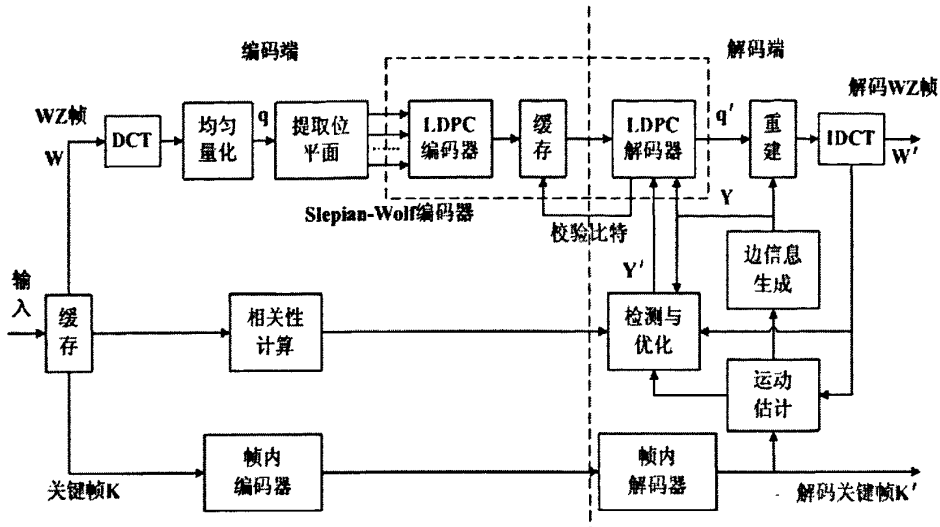 编码端
解码端
WZ帧
W
DCT
均匀
量化
q
提取位
平面
......
LDPC
编码器
缓
存
LDPC
解码器
q′
重
建
IDCT
解码WZ帧
W′
Slepian-Wolf编码器
校验比特
Y
Y′
边信息
生成
输
入
缓
存
相关性
计算
检测与
优化
运动
估计
关键帧K
帧内
编码器
帧内
解码器
解码关键帧K′